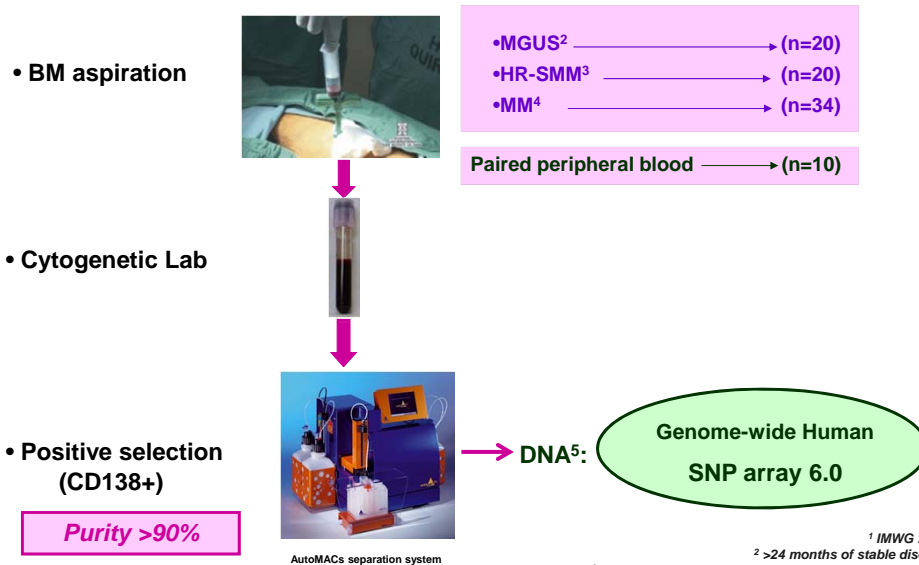 • BM aspiration
•MGUS² (n=20)
•HR-SMM³ (n=20)
•MM⁴ (n=34)
Paired peripheral blood (n=10)
• Cytogenetic Lab
• Positive selection
(CD138+)
Purity >90%
AutoMACs separation system
DNA⁵:
Genome-wide Human
SNP array 6.0
¹ IMWG
² >24 months of stable